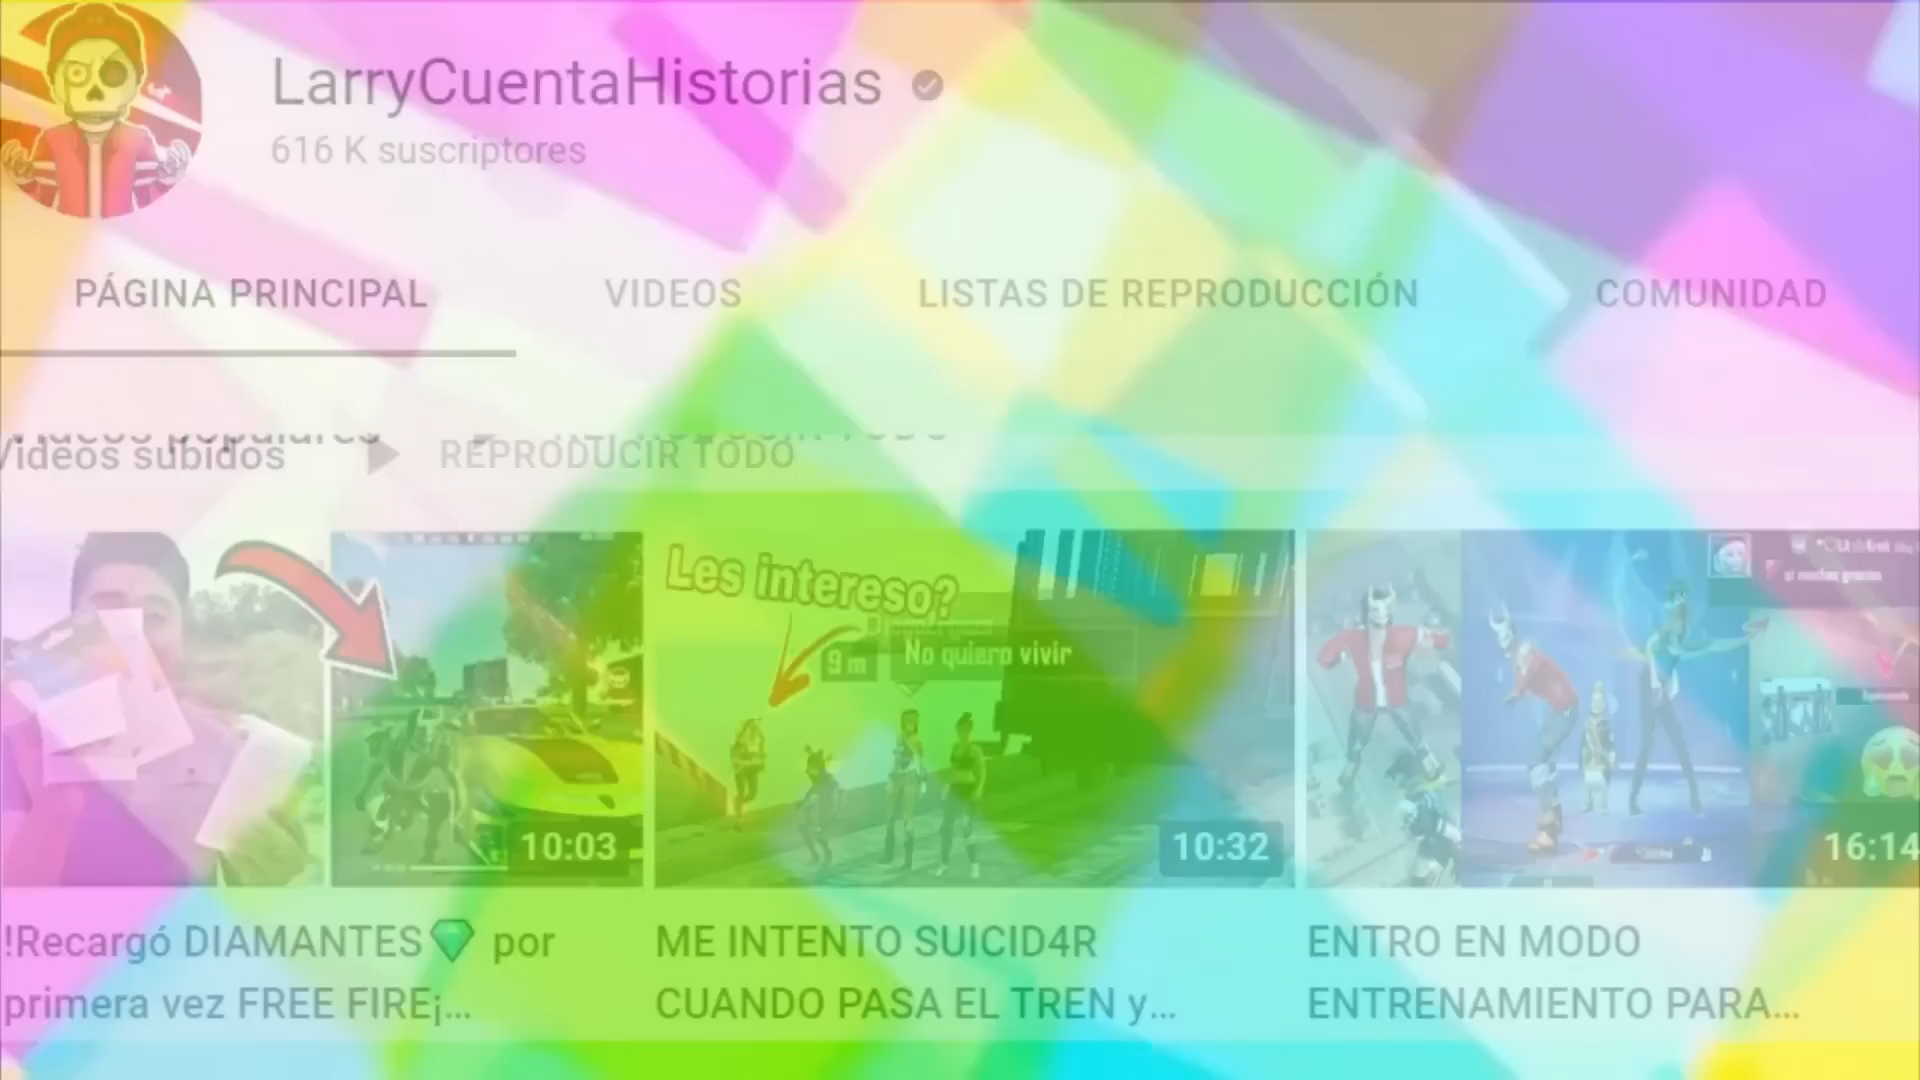 LarryCuentaHistorias
616 K suscriptores
PÁGINA PRINCIPAL
VIDEOS
LISTAS DE REPRODUCCIÓN
COMUNIDAD
Videos subidos
REPRODUCIR TODO
Les intereso?
9 m
No quiero vivir
10:03
10:32
16:14
!Recargó DIAMANTES💎 por
primera vez FREE FIRE¡...
ME INTENTO SUICID4R
CUANDO PASA EL TREN y...
ENTRO EN MODO
ENTRENAMIENTO PARA...